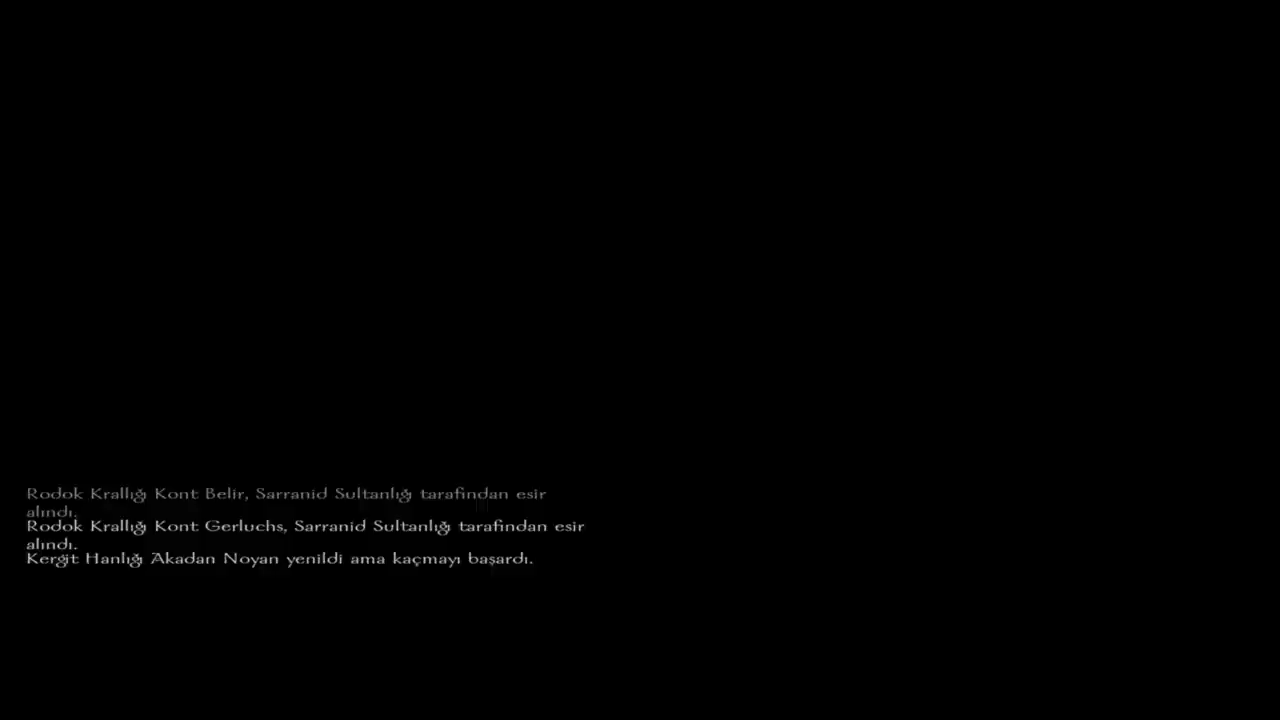 Rodok Krallığı Kont Belir, Sarranid Sultanlığı tarafından esir
alındı.
Rodok Krallığı Kont Gerluchs, Sarranid Sultanlığı tarafından esir
alındı.
Kergit Hanlığı Akadan Noyan yenildi ama kaçmayı başardı.